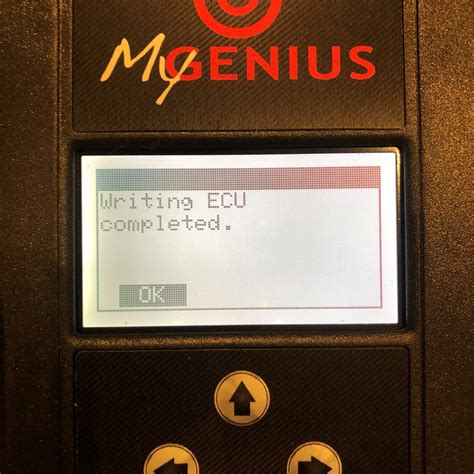 MyGENIUS
Writing ECU
completed.
OK